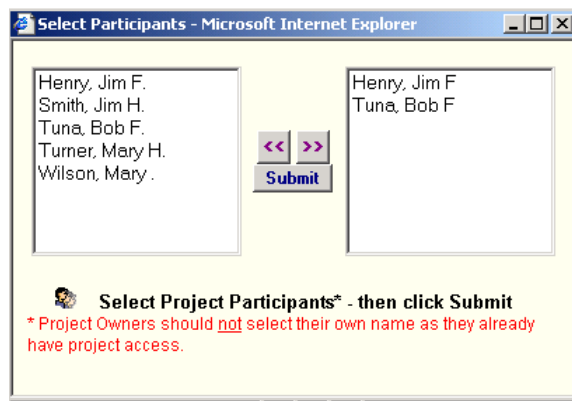 Select Participants - Microsoft Internet Explorer
Henry, Jim F.
Smith, Jim H.
Tuna, Bob F.
Turner, Mary H.
Wilson, Mary .
<< >>
Submit
Henry, Jim F
Tuna, Bob F
Select Project Participants* - then click Submit
* Project Owners should not select their own name as they already
have project access.